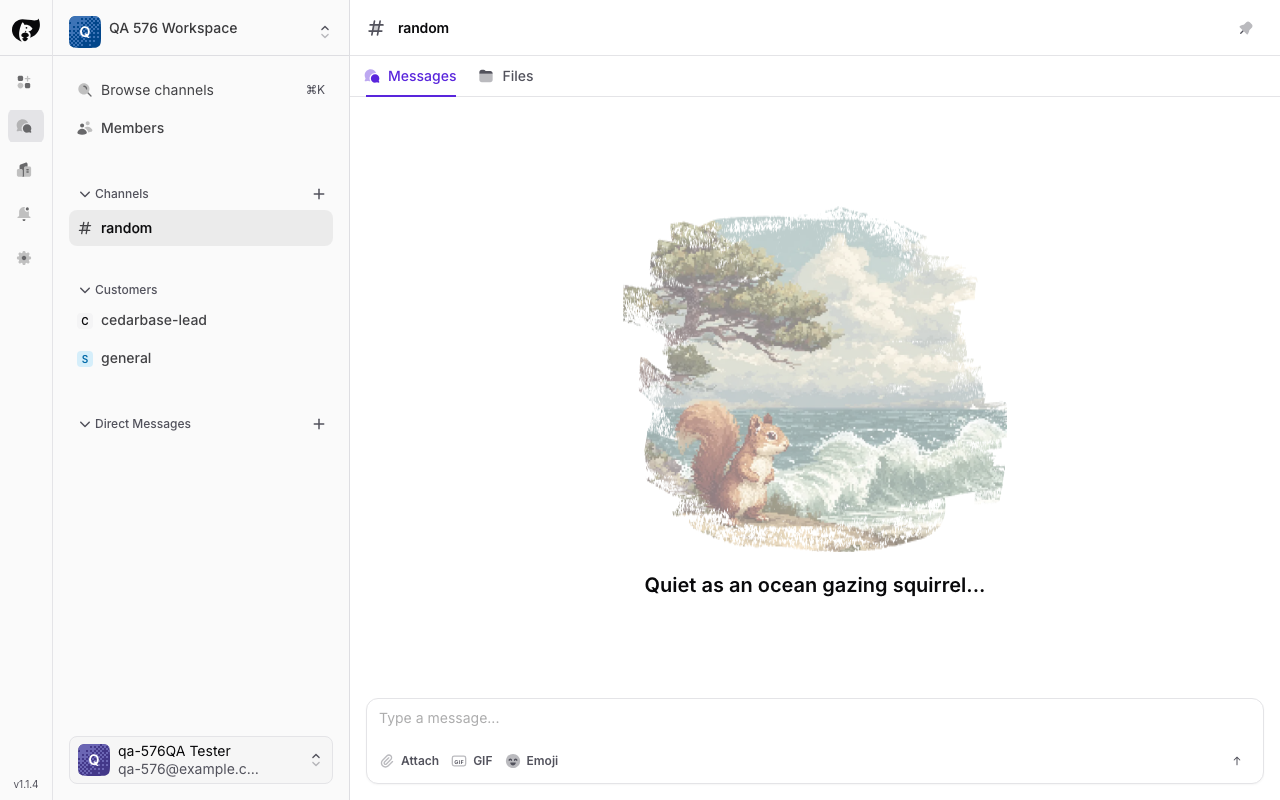 Q
QA 576 Workspace
Browse channels
⌘K
Members
Channels
random
Customers
C
cedarbase-lead
S
general
Direct Messages
Q
qa-576QA Tester
qa-576@example.c...
v1.1.4
random
Messages
Files
Quiet as an ocean gazing squirrel...
Type a message...
Attach
GIF
GIF
Emoji